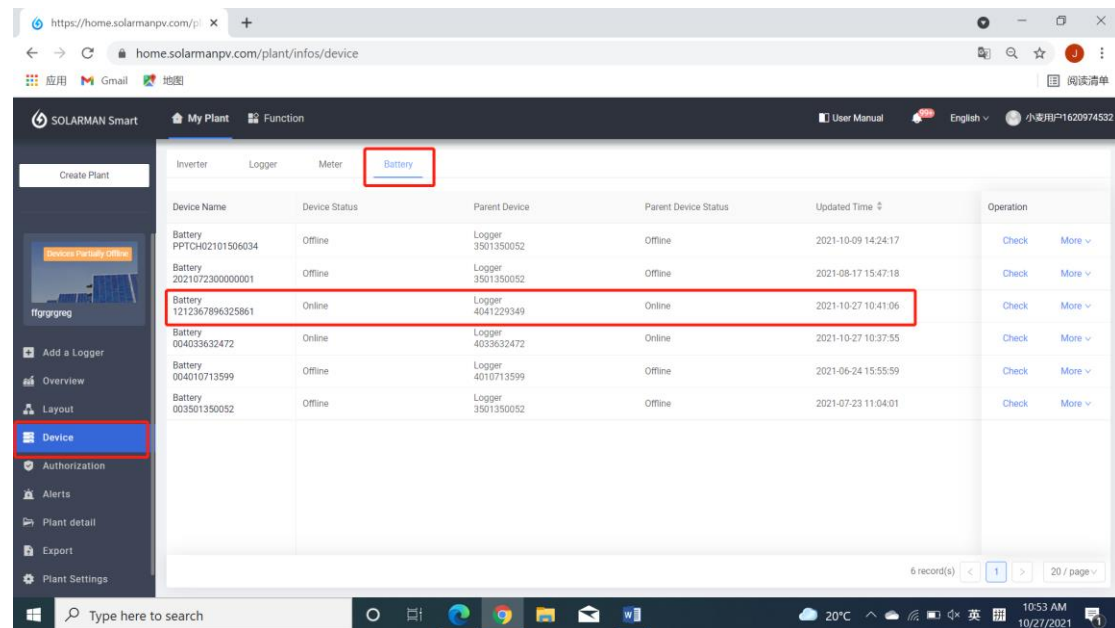 https://home.solarmanpv.com/pl
home.solarmanpv.com/plant/infos/device
J
应用 Gmail 地图 阅读清单
SOLARMAN Smart My Plant Function User Manual 99+ English 小麦用户1620974532
Create Plant
Inverter Logger Meter Battery
Device Name Device Status Parent Device Parent Device Status Updated Time Operation
Battery
PPTCH02101506034 Offline Logger
3501350052 Offline 2021-10-09 14:24:17 Check More
Battery
2021072300000001 Offline Logger
3501350052 Offline 2021-08-17 15:47:18 Check More
Battery
1212367896325861 Online Logger
4041229349 Online 2021-10-27 10:41:06
Check More
Battery
004033632472 Online Logger
4033632472 Online 2021-10-27 10:37:55 Check More
Battery
004010713599 Offline Logger
4010713599 Offline 2021-06-24 15:55:59 Check More
Battery
003501350052 Offline Logger
3501350052 Offline 2021-07-23 11:04:01 Check More
Devices Partially Offline
ffgrgrgreg
Add a Logger
Overview
Layout
Device
Authorization
Alerts
Plant detail
Export
Plant Settings
6 record(s) < 1 > 20 / page
Type here to search
20°C 英 拼 10:53 AM
10/27/2021